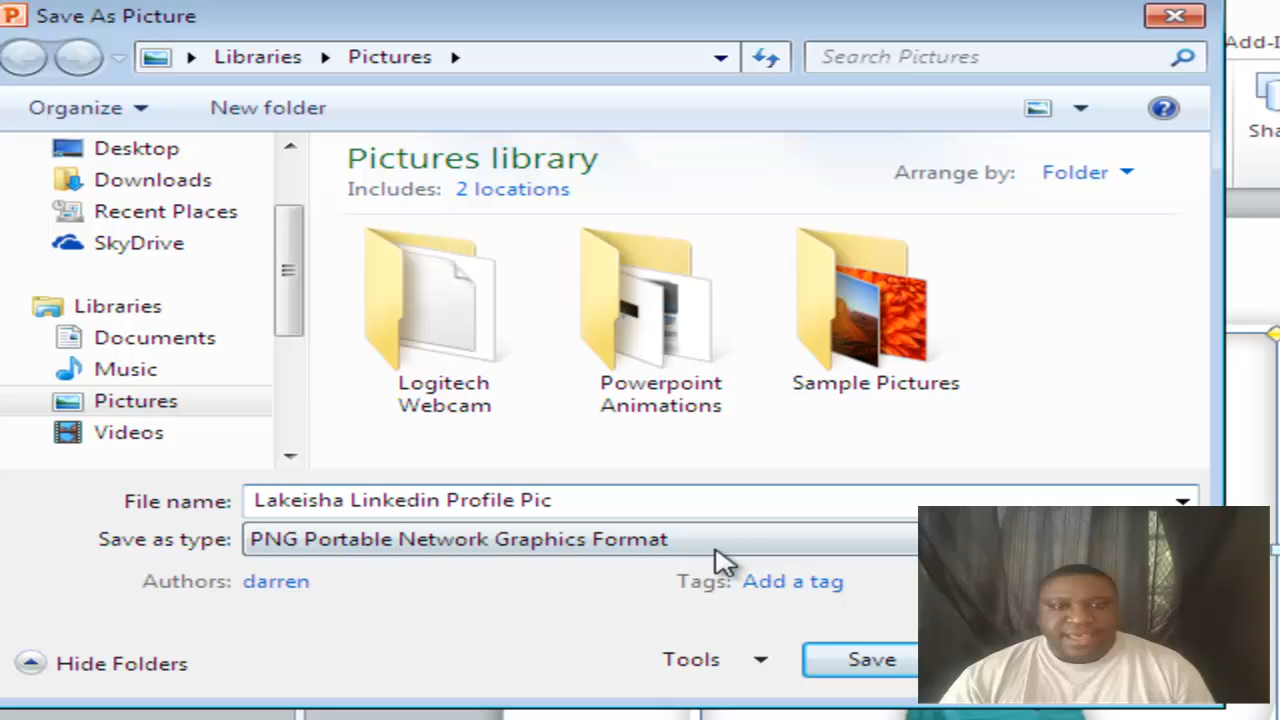 Save As Picture
Libraries
Pictures
Search Pictures
Add-I
Organize
New folder
Sha
Desktop
Downloads
Recent Places
SkyDrive
Libraries
Documents
Music
Pictures
Videos
Pictures library
Includes: 2 locations
Arrange by: Folder
Logitech
Webcam
Powerpoint
Animations
Sample Pictures
File name: Lakeisha Linkedin Profile Pic
Save as type: PNG Portable Network Graphics Format
Authors: darren
Tags: Add a tag
Hide Folders
Tools
Save